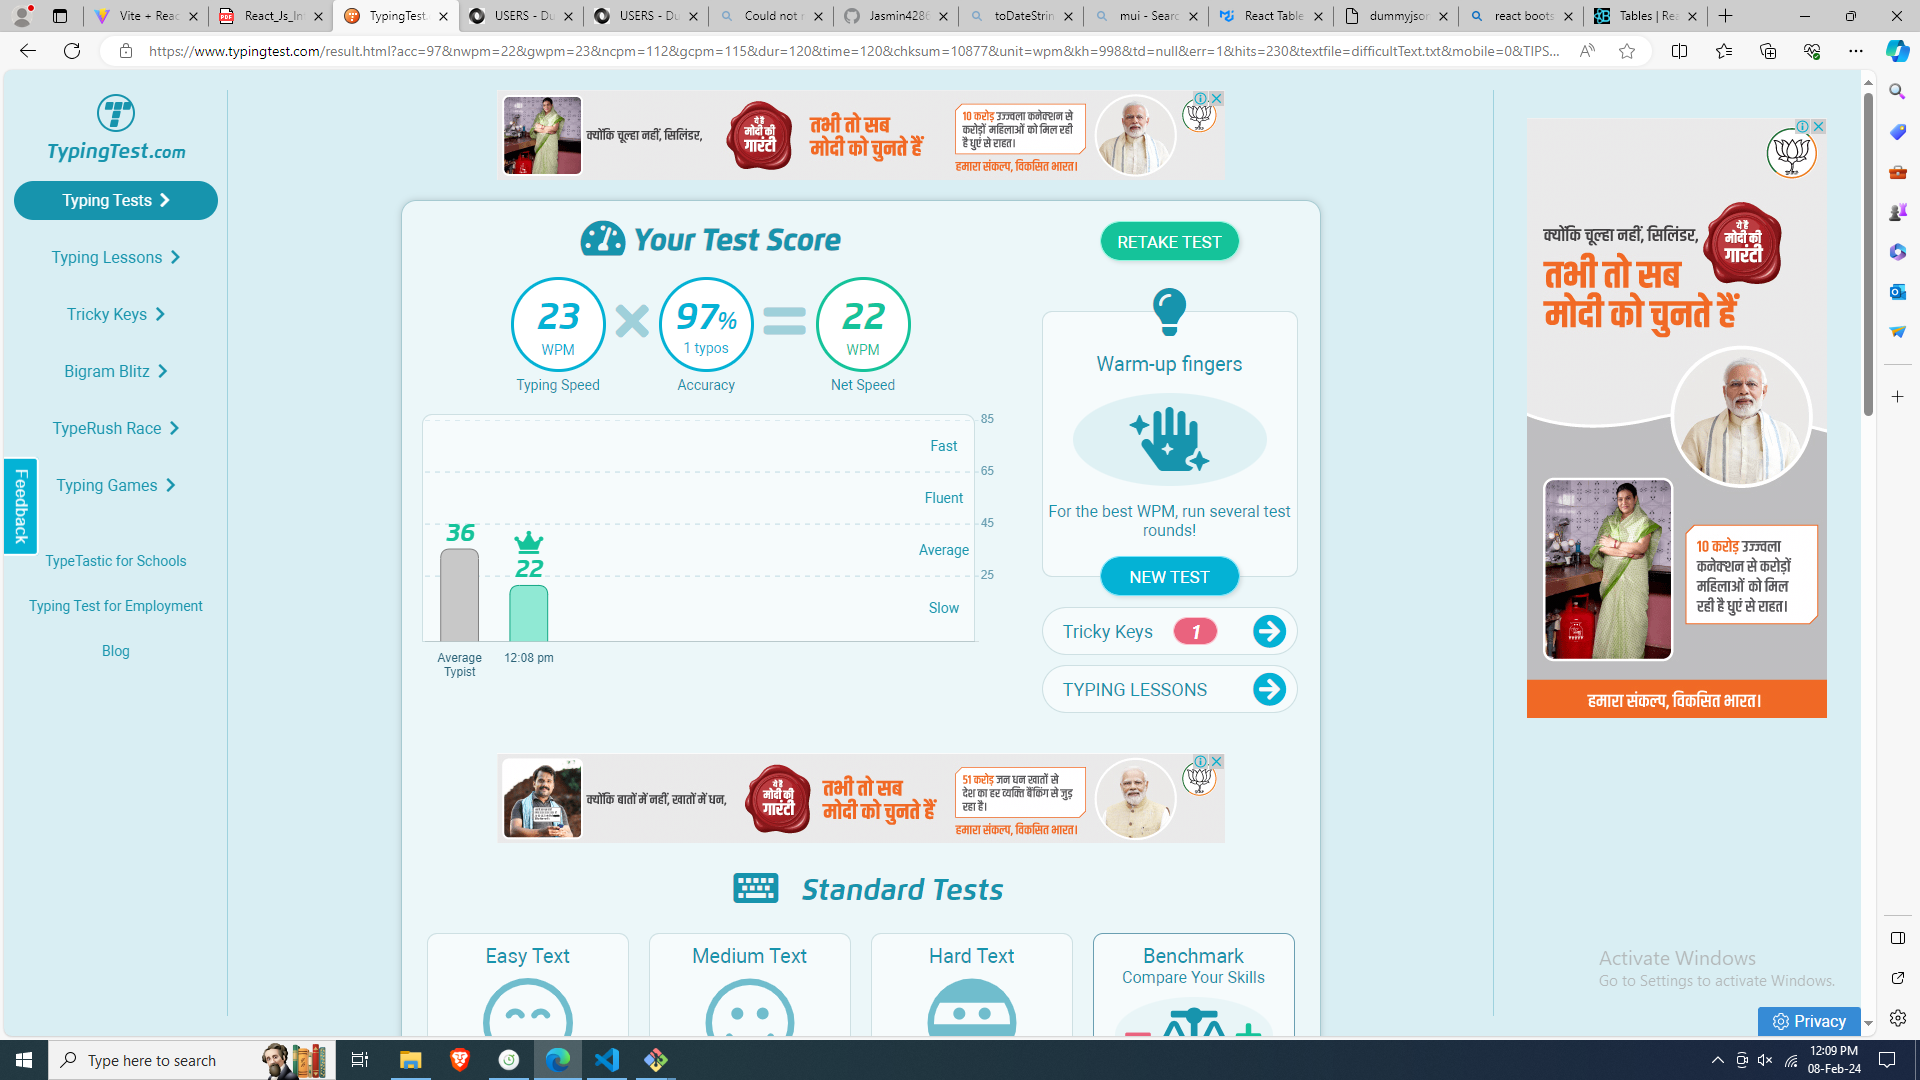 Vite + Reac
React_Js_Int
TypingTest.
USERS - Du
USERS - Du
Could not r
Jasmin4286
toDateStrin
mui - Searc
React Table
dummyjson
react boots
Tables | Rea
https://www.typingtest.com/result.html?acc=97&nwpm=22&gwpm=23&ncpm=112&gcpm=115&dur=120&time=120&chksum=10877&unit=wpm&kh=998&td=null&err=1&hits=230&textfile=difficultText.txt&mobile=0&TIPS...
TypingTest.com
Typing Tests
Typing Lessons
Tricky Keys
Bigram Blitz
TypeRush Race
Typing Games
Feedback
TypeTastic for Schools
Typing Test for Employment
Blog
क्योंकि चूल्हा नहीं, सिलिंडर,
ये है
मोदी की
गारंटी
तभी तो सब
मोदी को चुनते हैं
10 करोड़ उज्ज्वला कनेक्शन से
करोड़ों महिलाओं को मिल रही
है धुएं से राहत।
हमारा संकल्प, विकसित भारत।
Your Test Score
RETAKE TEST
23
WPM
Typing Speed
97%
1 typos
Accuracy
22
WPM
Net Speed
85
Fast
65
Fluent
45
Average
25
Slow
36
22
Average
Typist
12:08 pm
Warm-up fingers
For the best WPM, run several test
rounds!
NEW TEST
Tricky Keys 1
TYPING LESSONS
क्योंकि बातों में नहीं, खातों में धन,
ये है
मोदी की
गारंटी
तभी तो सब
मोदी को चुनते हैं
51 करोड़ जन धन खातों से
देश का हर व्यक्ति बैंकिंग से जुड़
रहा है।
हमारा संकल्प, विकसित भारत।
Standard Tests
Easy Text
Medium Text
Hard Text
Benchmark
Compare Your Skills
क्योंकि चूल्हा नहीं, सिलिंडर,
ये है
मोदी की
गारंटी
तभी तो सब
मोदी को चुनते हैं
10 करोड़ उज्ज्वला
कनेक्शन से करोड़ों
महिलाओं को मिल
रही है धुएं से राहत।
हमारा संकल्प, विकसित भारत।
Activate Windows
Go to Settings to activate Windows.
Privacy
Type here to search
12:09 PM
08-Feb-24